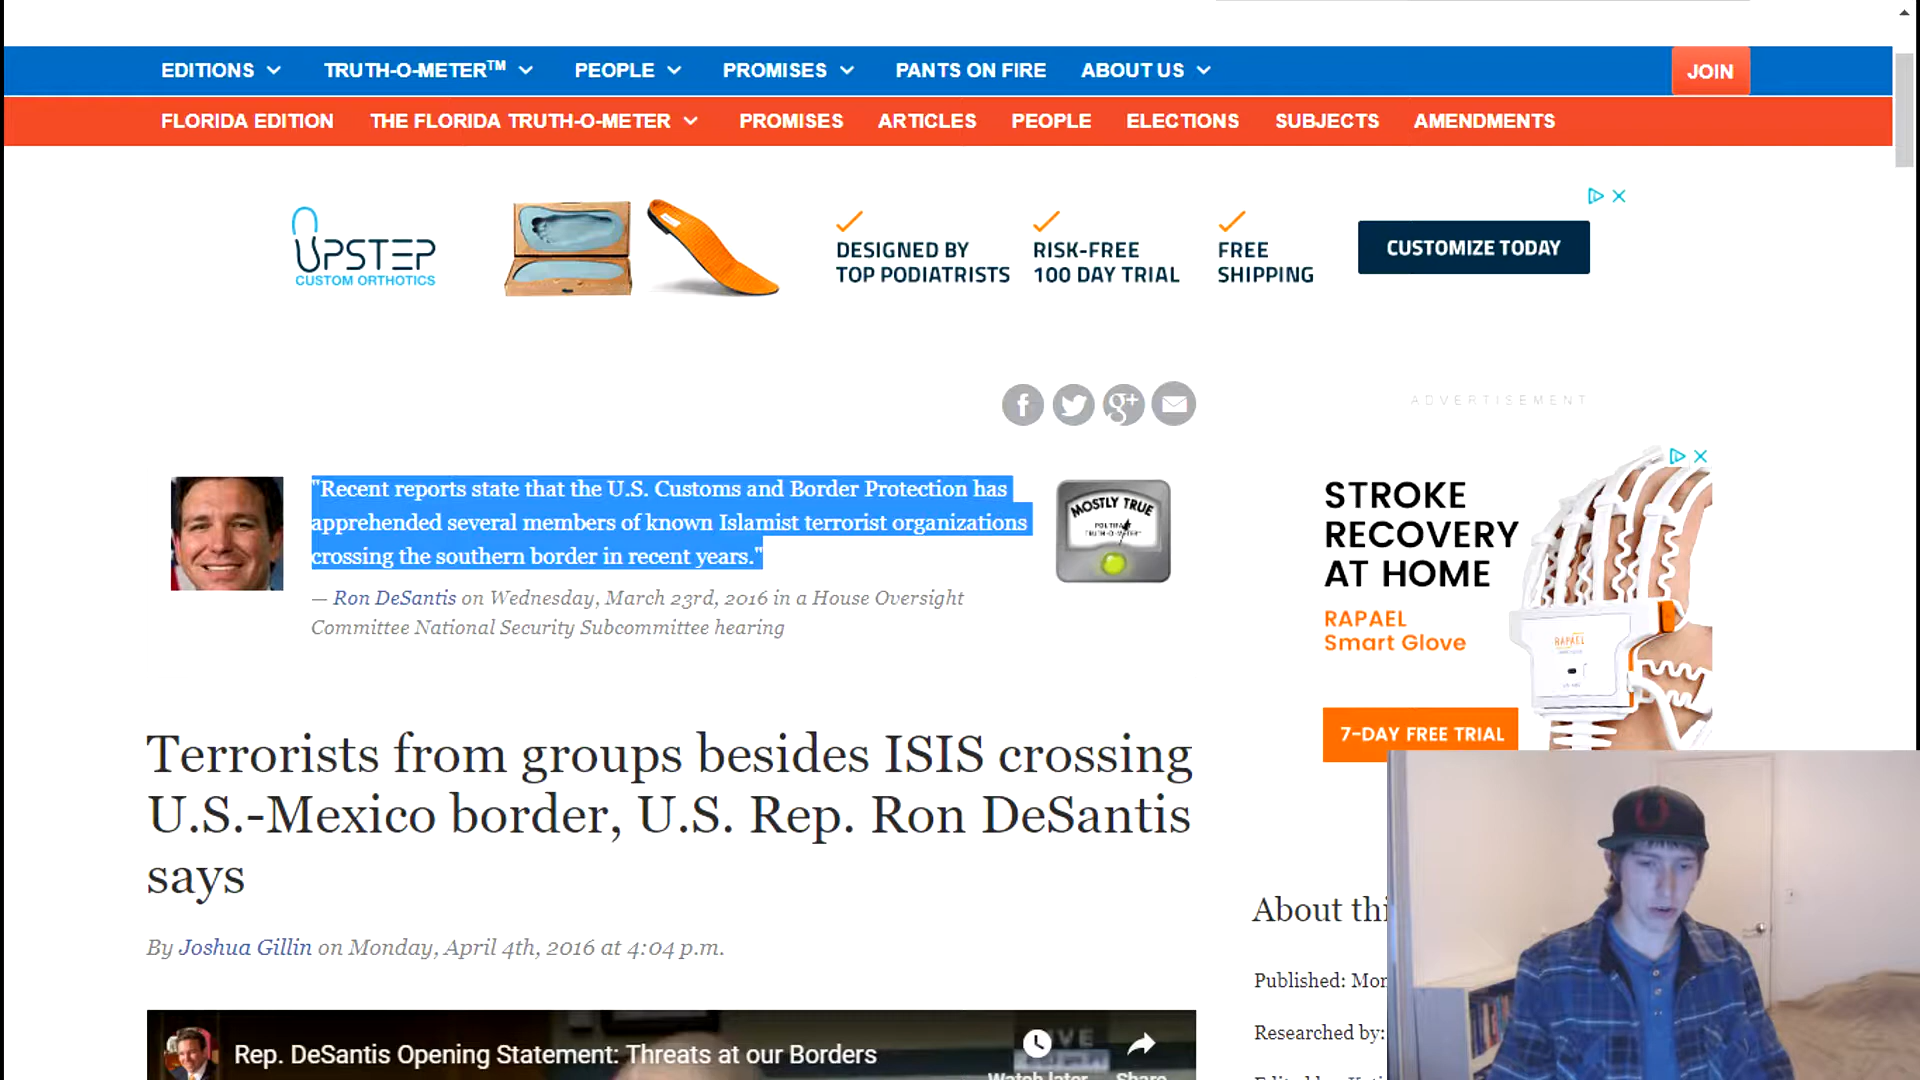 EDITIONS TRUTH-O-METER™ PEOPLE PROMISES PANTS ON FIRE ABOUT US JOIN
FLORIDA EDITION THE FLORIDA TRUTH-O-METER PROMISES ARTICLES PEOPLE ELECTIONS SUBJECTS AMENDMENTS
UPSTEP
CUSTOM ORTHOTICS
DESIGNED BY
TOP PODIATRISTS
RISK-FREE
100 DAY TRIAL
FREE
SHIPPING
CUSTOMIZE TODAY
ADVERTISEMENT
"Recent reports state that the U.S. Customs and Border Protection has
apprehended several members of known Islamist terrorist organizations
crossing the southern border in recent years."
— Ron DeSantis on Wednesday, March 23rd, 2016 in a House Oversight
Committee National Security Subcommittee hearing
MOSTLY TRUE
TRUTH-O-METER
STROKE
RECOVERY
AT HOME
RAPAEL
Smart Glove
RAPAEL
7-DAY FREE TRIAL
Terrorists from groups besides ISIS crossing
U.S.-Mexico border, U.S. Rep. Ron DeSantis
says
By Joshua Gillin on Monday, April 4th, 2016 at 4:04 p.m.
Rep. DeSantis Opening Statement: Threats at our Borders
Watch later Share
About thi
Published: Mon
Researched by: